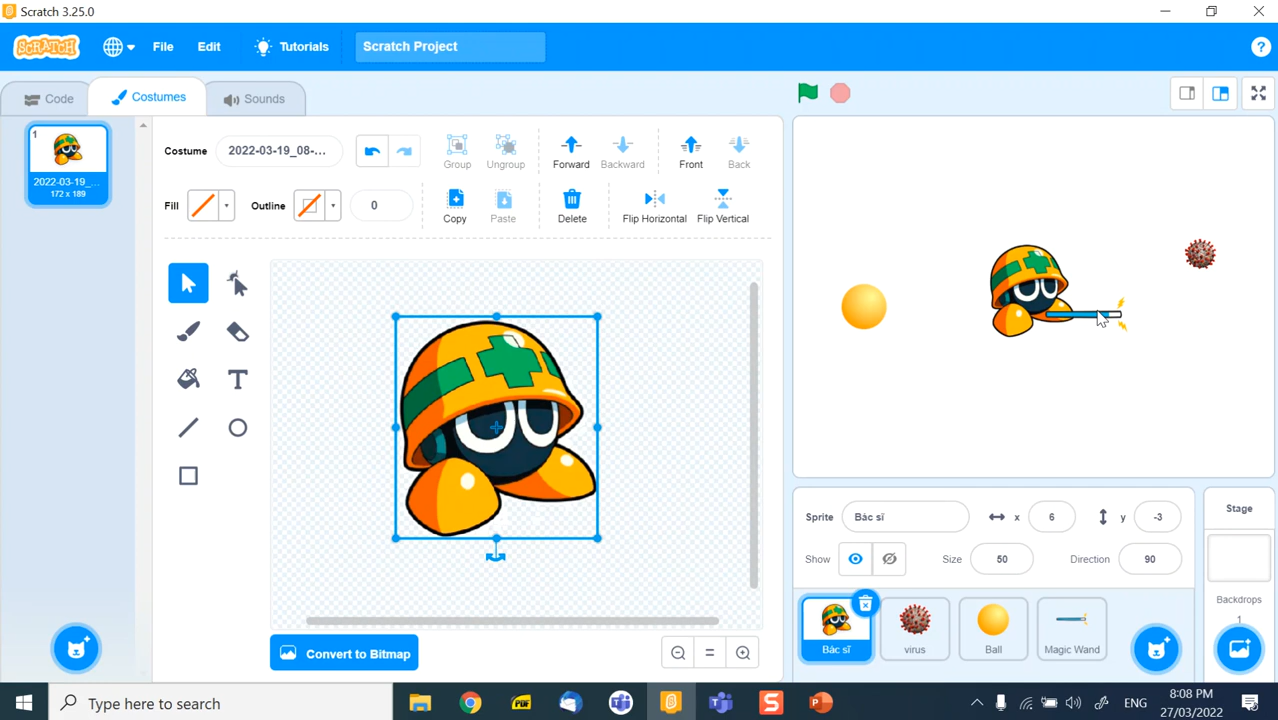 Scratch 3.25.0
SCRATCH File Edit Tutorials Scratch Project ?
Code Costumes Sounds
1
2022-03-19_...
172 x 189
Costume 2022-03-19_08-... Group Ungroup Forward Backward Front Back
Fill Outline 0 Copy Paste Delete Flip Horizontal Flip Vertical
T
Convert to Bitmap
Sprite Bác sĩ x 6 y -3
Show Size 50 Direction 90
Bác sĩ virus Ball Magic Wand
Stage
Backdrops
1
Type here to search
PDF
ENG
8:08 PM
27/03/2022